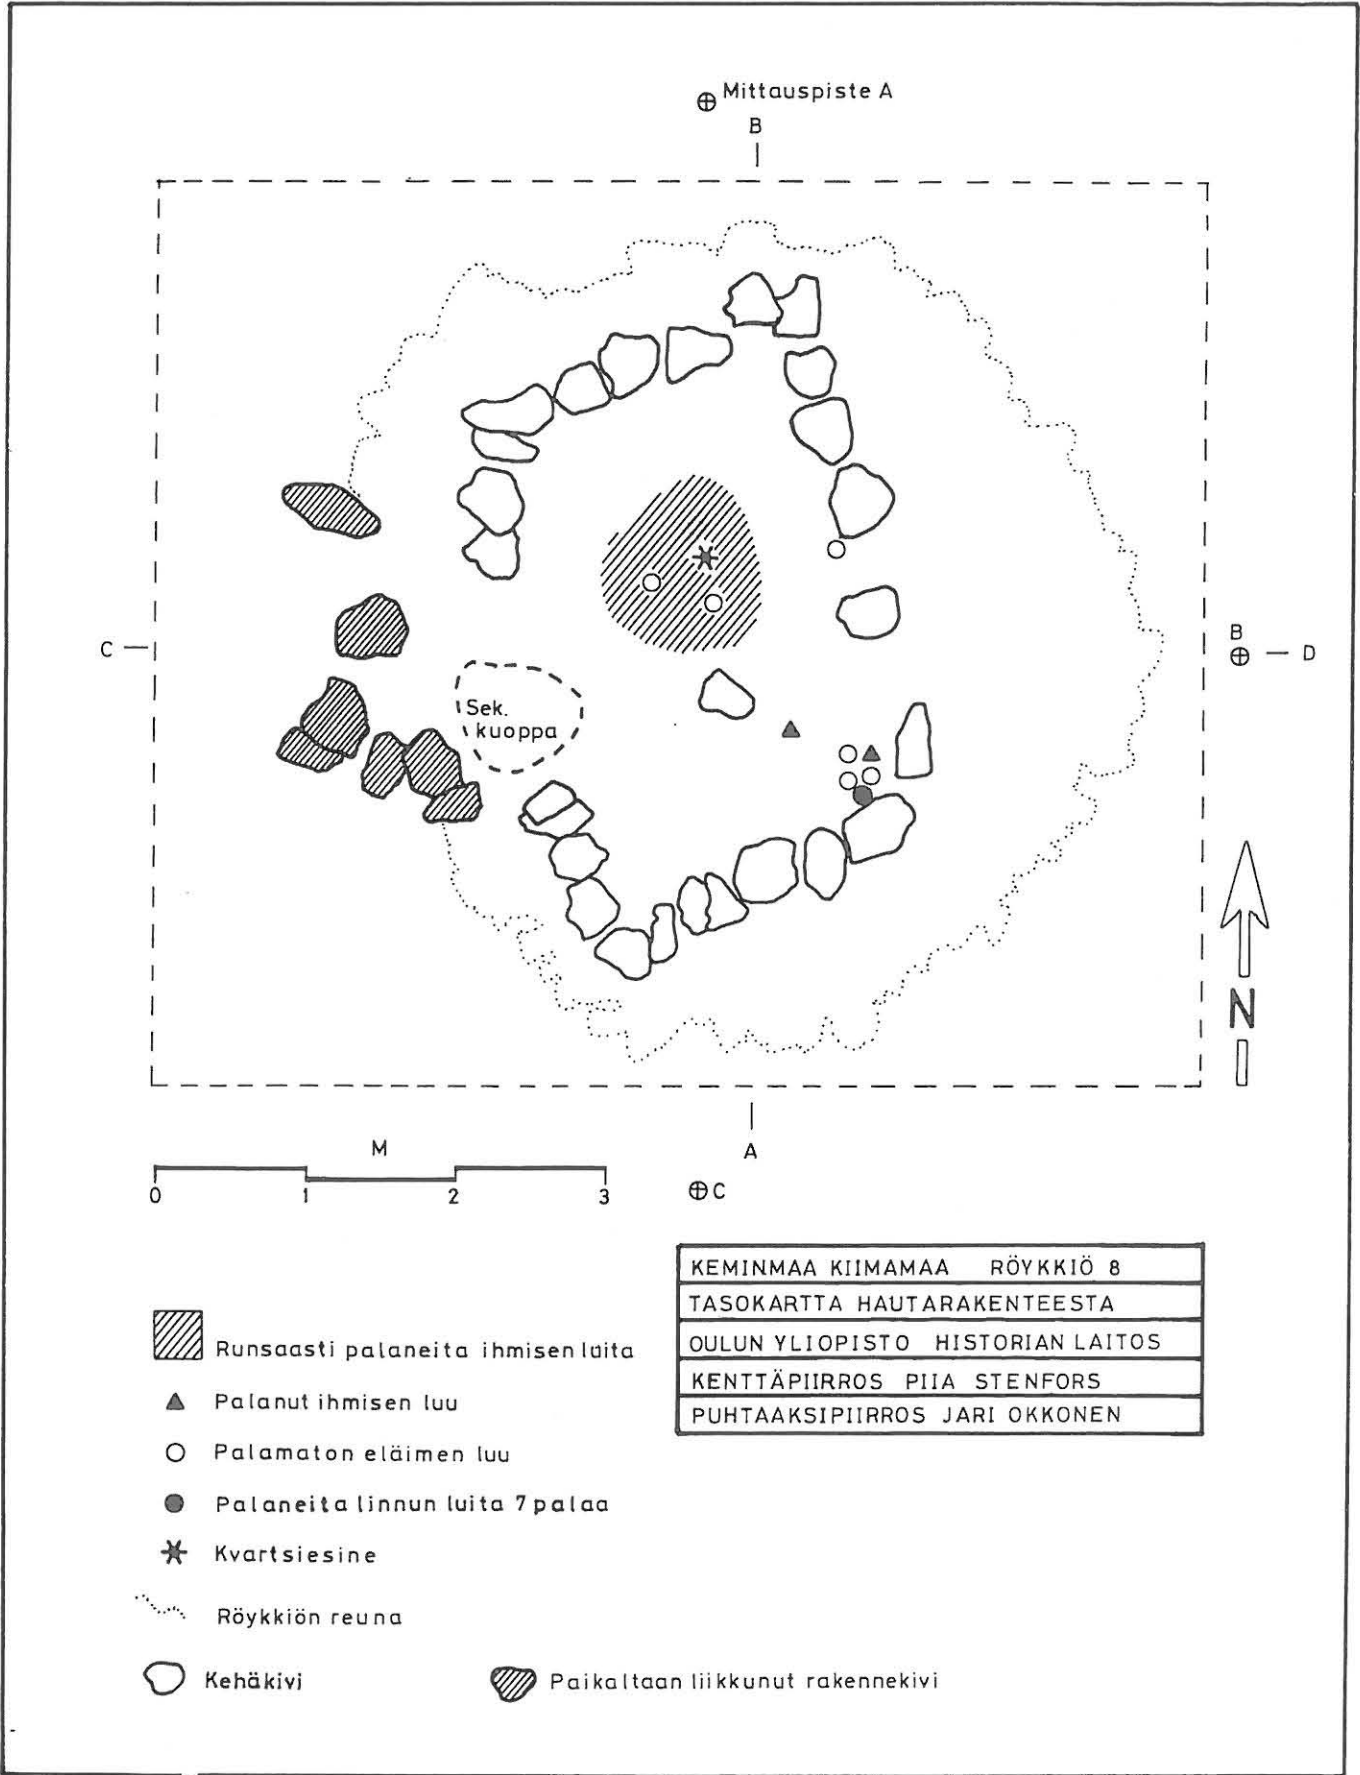 Mittauspiste A
B
C
B
D
Sek.
kuoppa
N
A
M
0 1 2 3
C
KEMINMAA KIIMAMAA RÖYKKIÖ 8
TASOKARTTA HAUTARAKENTEESTA
OULUN YLIOPISTO HISTORIAN LAITOS
KENTTÄPIIRROS PIIA STENFORS
PUHTAAKSIPIIRROS JARI OKKONEN
Runsaasti palaneita ihmisen luita
Palanut ihmisen luu
Palamaton eläimen luu
Palaneita linnun luita 7 palaa
Kvartsiesine
Röykkiön reuna
Kehäkivi
Paikaltaan liikkunut rakennekivi